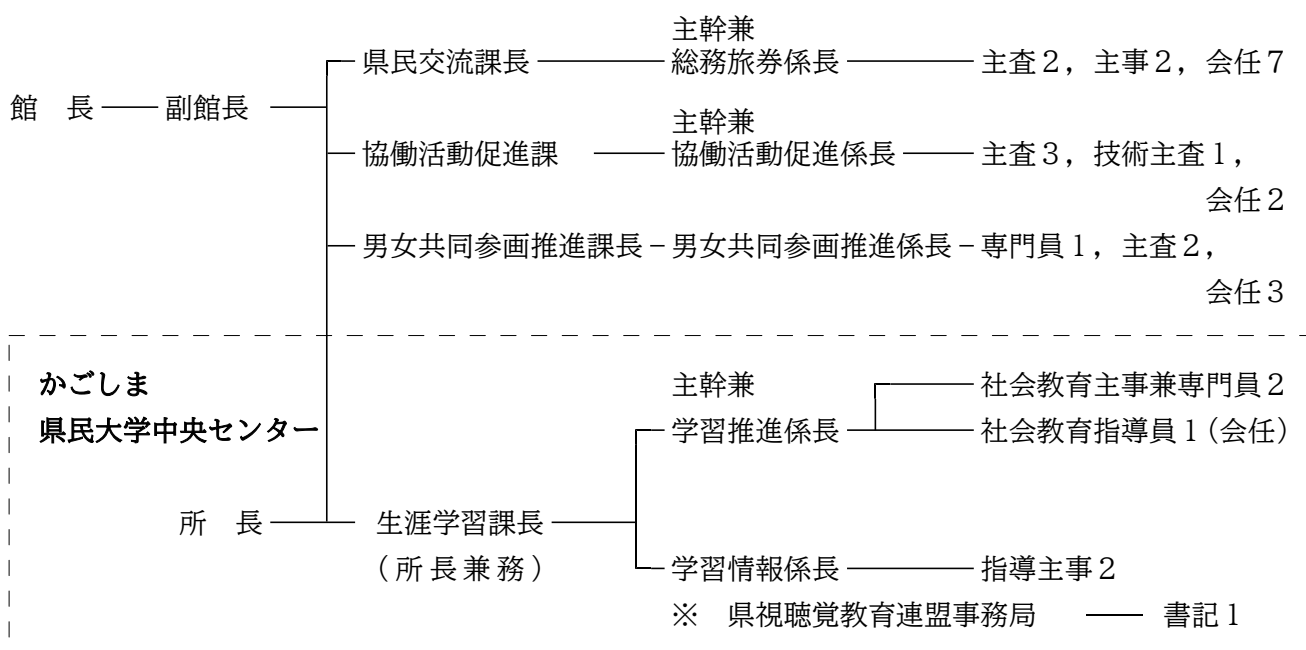 主幹兼
県民交流課長 総務旅券係長 主査２，主事２，会任７
館　長 副館長
主幹兼
協働活動促進課 協働活動促進係長 主査３，技術主査１，
会任２
男女共同参画推進課長－男女共同参画推進係長－専門員１，主査２，
会任３
かごしま 主幹兼 社会教育主事兼専門員２
県民大学中央センター 学習推進係長 社会教育指導員１（会任）
所　長 生涯学習課長
（所長兼務） 学習情報係長 指導主事２
※　県視聴覚教育連盟事務局 書記１